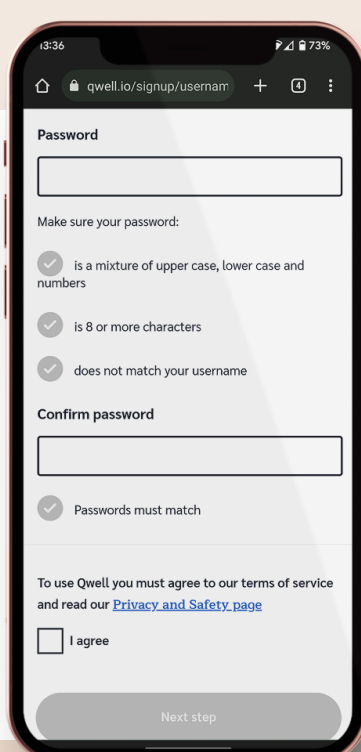 13:36
73%
qwell.io/signup/usernam
4
Password
Make sure your password:
is a mixture of upper case, lower case and
numbers
is 8 or more characters
does not match your username
Confirm password
Passwords must match
To use Qwell you must agree to our terms of service
and read our Privacy and Safety page
I agree
Next step